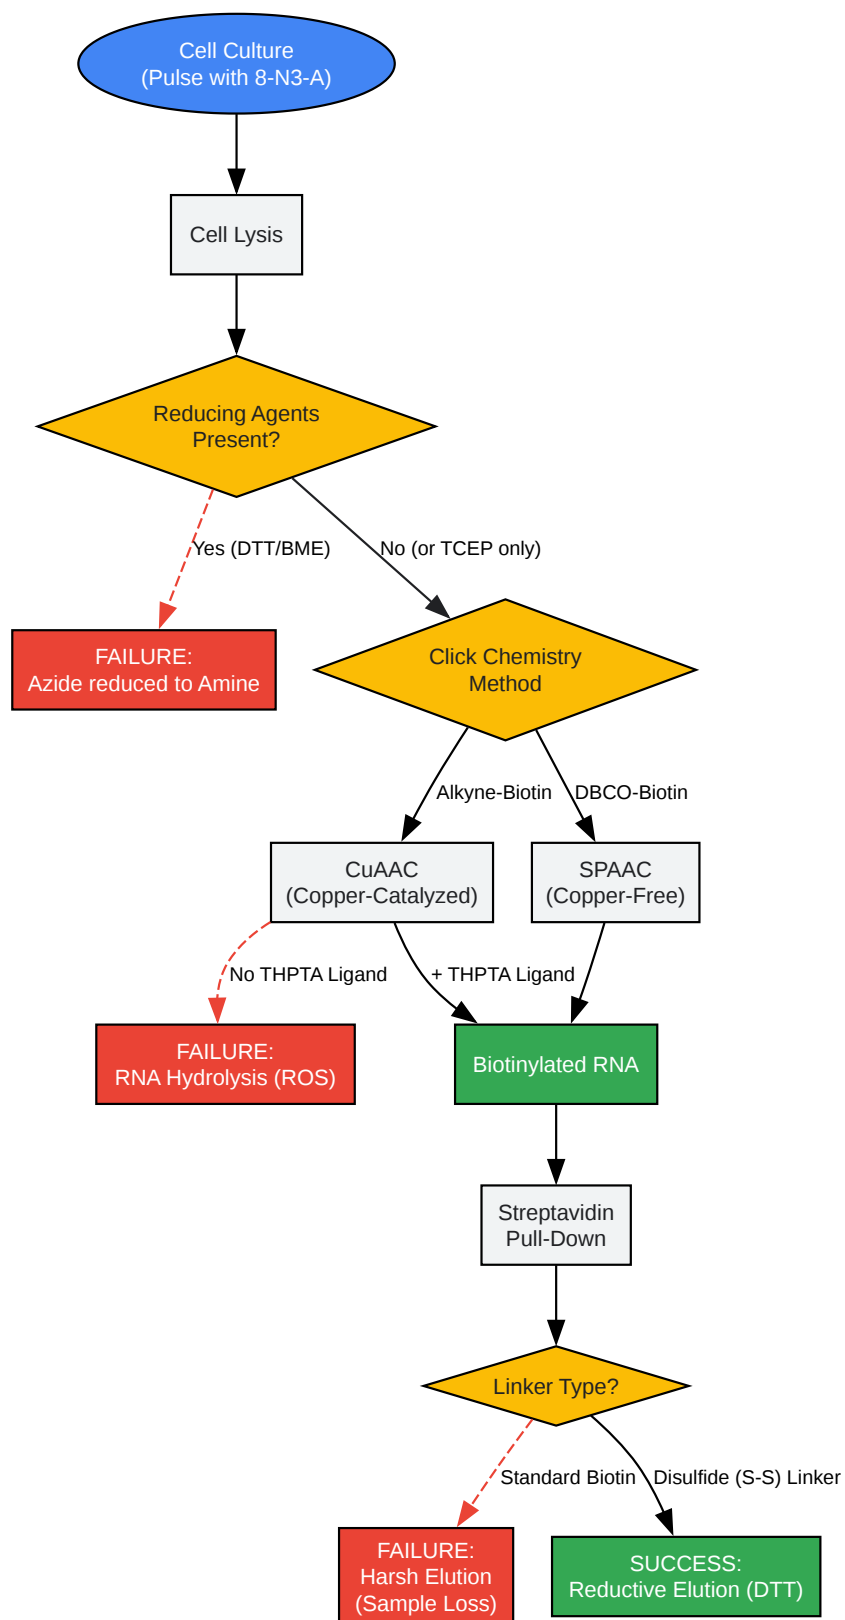 Cell Culture
(Pulse with 8-N3-A)
Cell Lysis
Reducing Agents
Present?
Yes (DTT/BME)
No (or TCEP only)
FAILURE:
Azide reduced to Amine
Click Chemistry
Method
Alkyne-Biotin
DBCO-Biotin
CuAAC
(Copper-Catalyzed)
SPAAC
(Copper-Free)
No THPTA Ligand
+ THPTA Ligand
FAILURE:
RNA Hydrolysis (ROS)
Biotinylated RNA
Streptavidin
Pull-Down
Linker Type?
Standard Biotin
Disulfide (S-S) Linker
FAILURE:
Harsh Elution
(Sample Loss)
SUCCESS:
Reductive Elution (DTT)